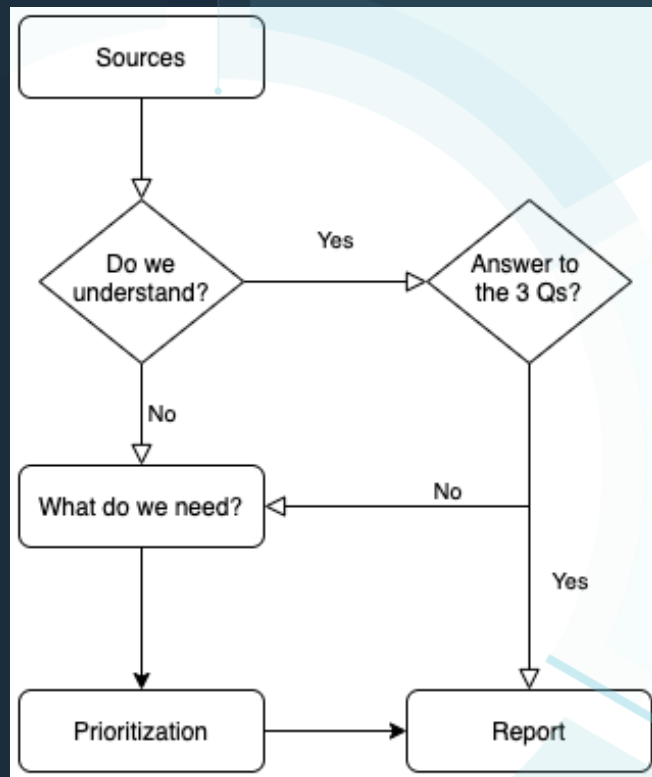 Sources
Do we
understand?
Yes
Answer to
the 3 Qs?
No
What do we need?
No
Yes
Prioritization
Report